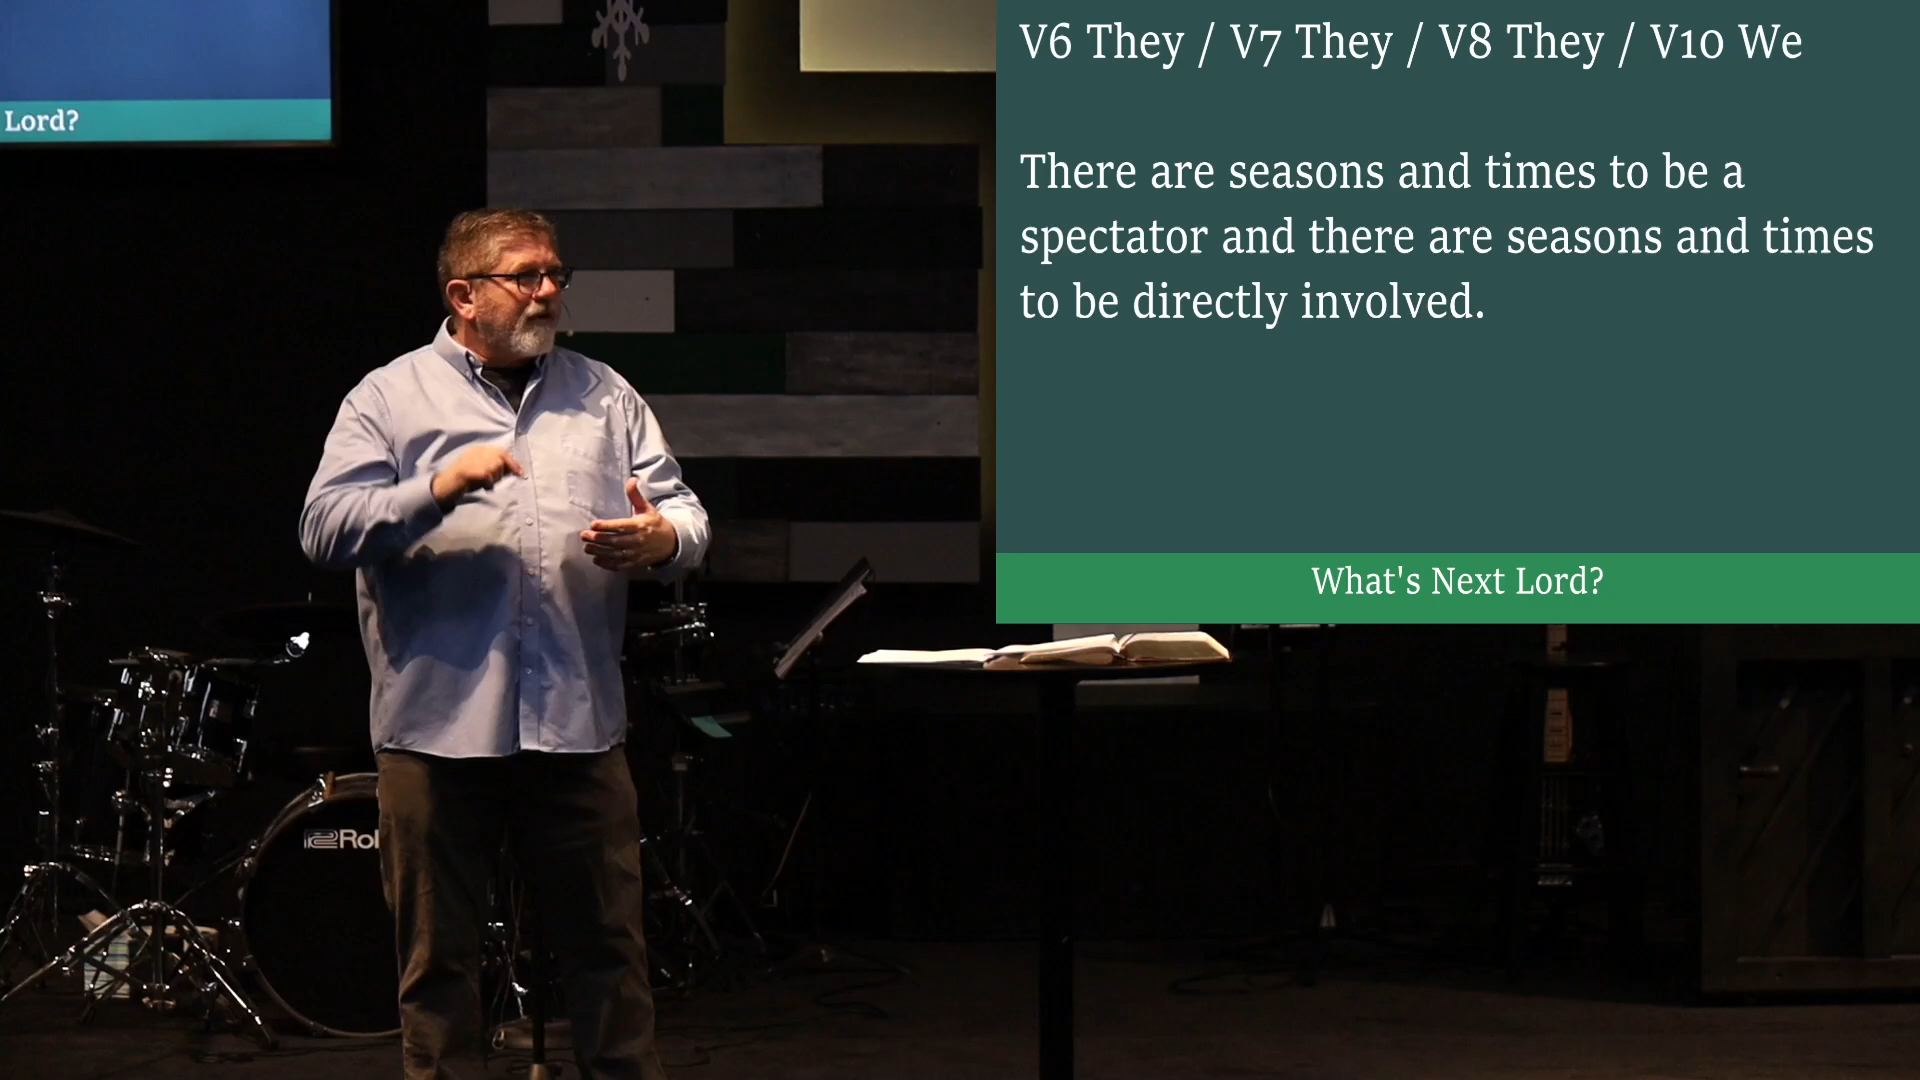 Lord?
V6 They / V7 They / V8 They / V10 We
There are seasons and times to be a
spectator and there are seasons and times
to be directly involved.
What's Next Lord?
Rol